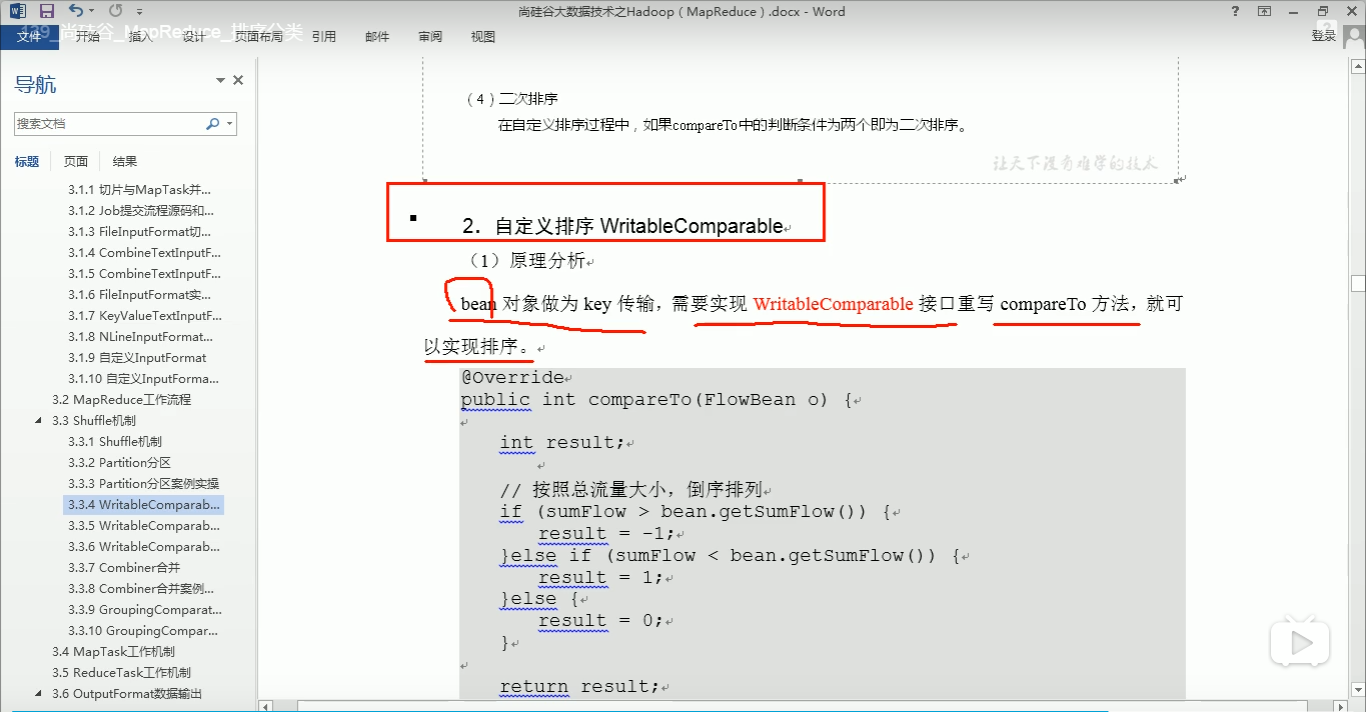 尚硅谷大数据技术之Hadoop（MapReduce）.docx - Word
139_尚硅谷_MapReduce_排序分类
文件 开始 插入 设计 页面布局 引用 邮件 审阅 视图 登录
导航
搜索文档
标题 页面 结果
3.1.1 切片与MapTask并...
3.1.2 Job提交流程源码和...
3.1.3 FileInputFormat切...
3.1.4 CombineTextInputF...
3.1.5 CombineTextInputF...
3.1.6 FileInputFormat实...
3.1.7 KeyValueTextInputF...
3.1.8 NLineInputFormat...
3.1.9 自定义InputFormat
3.1.10 自定义InputForma...
3.2 MapReduce工作流程
3.3 Shuffle机制
3.3.1 Shuffle机制
3.3.2 Partition分区
3.3.3 Partition分区案例实操
3.3.4 WritableComparab...
3.3.5 WritableComparab...
3.3.6 WritableComparab...
3.3.7 Combiner合并
3.3.8 Combiner合并案例...
3.3.9 GroupingComparat...
3.3.10 GroupingCompar...
3.4 MapTask工作机制
3.5 ReduceTask工作机制
3.6 OutputFormat数据输出
（4）二次排序
在自定义排序过程中，如果compareTo中的判断条件为两个即为二次排序。
让天下没有难学的技术
2．自定义排序 WritableComparable
（1）原理分析
bean 对象做为 key 传输，需要实现 WritableComparable 接口重写 compareTo 方法，就可
以实现排序。
@Override
public int compareTo(FlowBean o) {
int result;
// 按照总流量大小，倒序排列
if (sumFlow > bean.getSumFlow()) {
result = -1;
}else if (sumFlow < bean.getSumFlow()) {
result = 1;
}else {
result = 0;
}
return result;